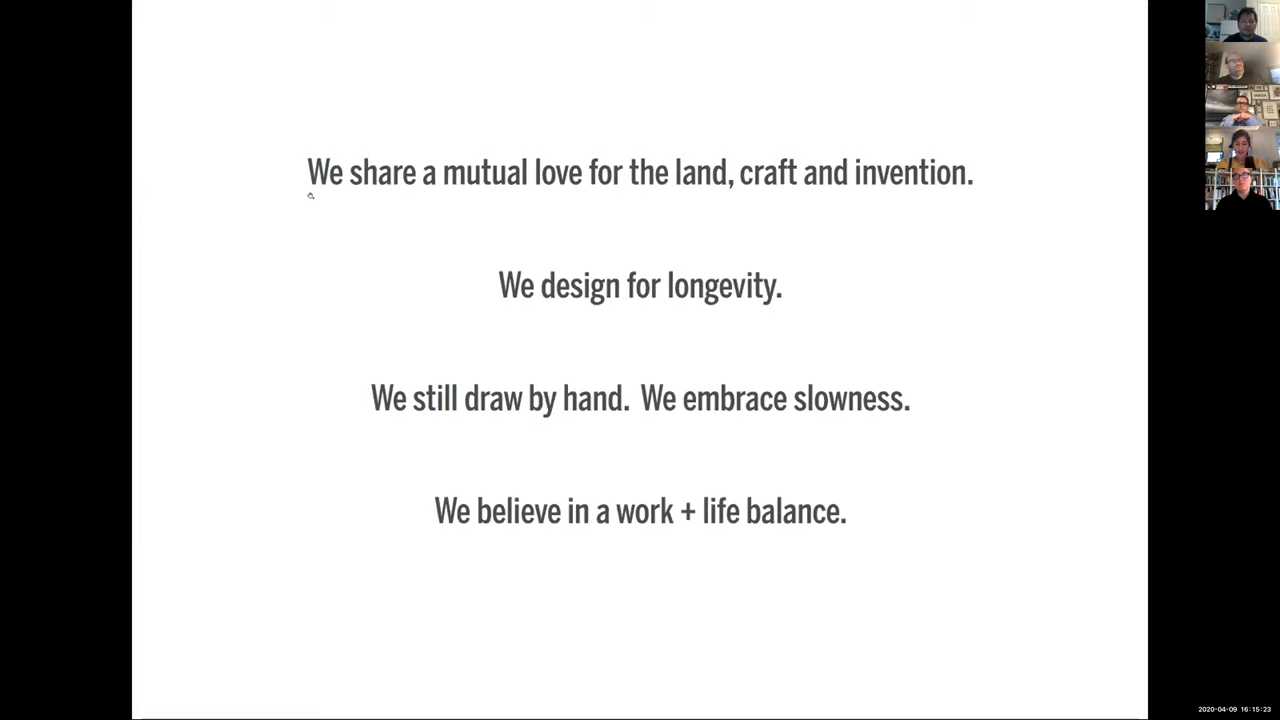 We share a mutual love for the land, craft and invention.
We design for longevity.
We still draw by hand.  We embrace slowness.
We believe in a work + life balance.
2020-04-09 16:15:23